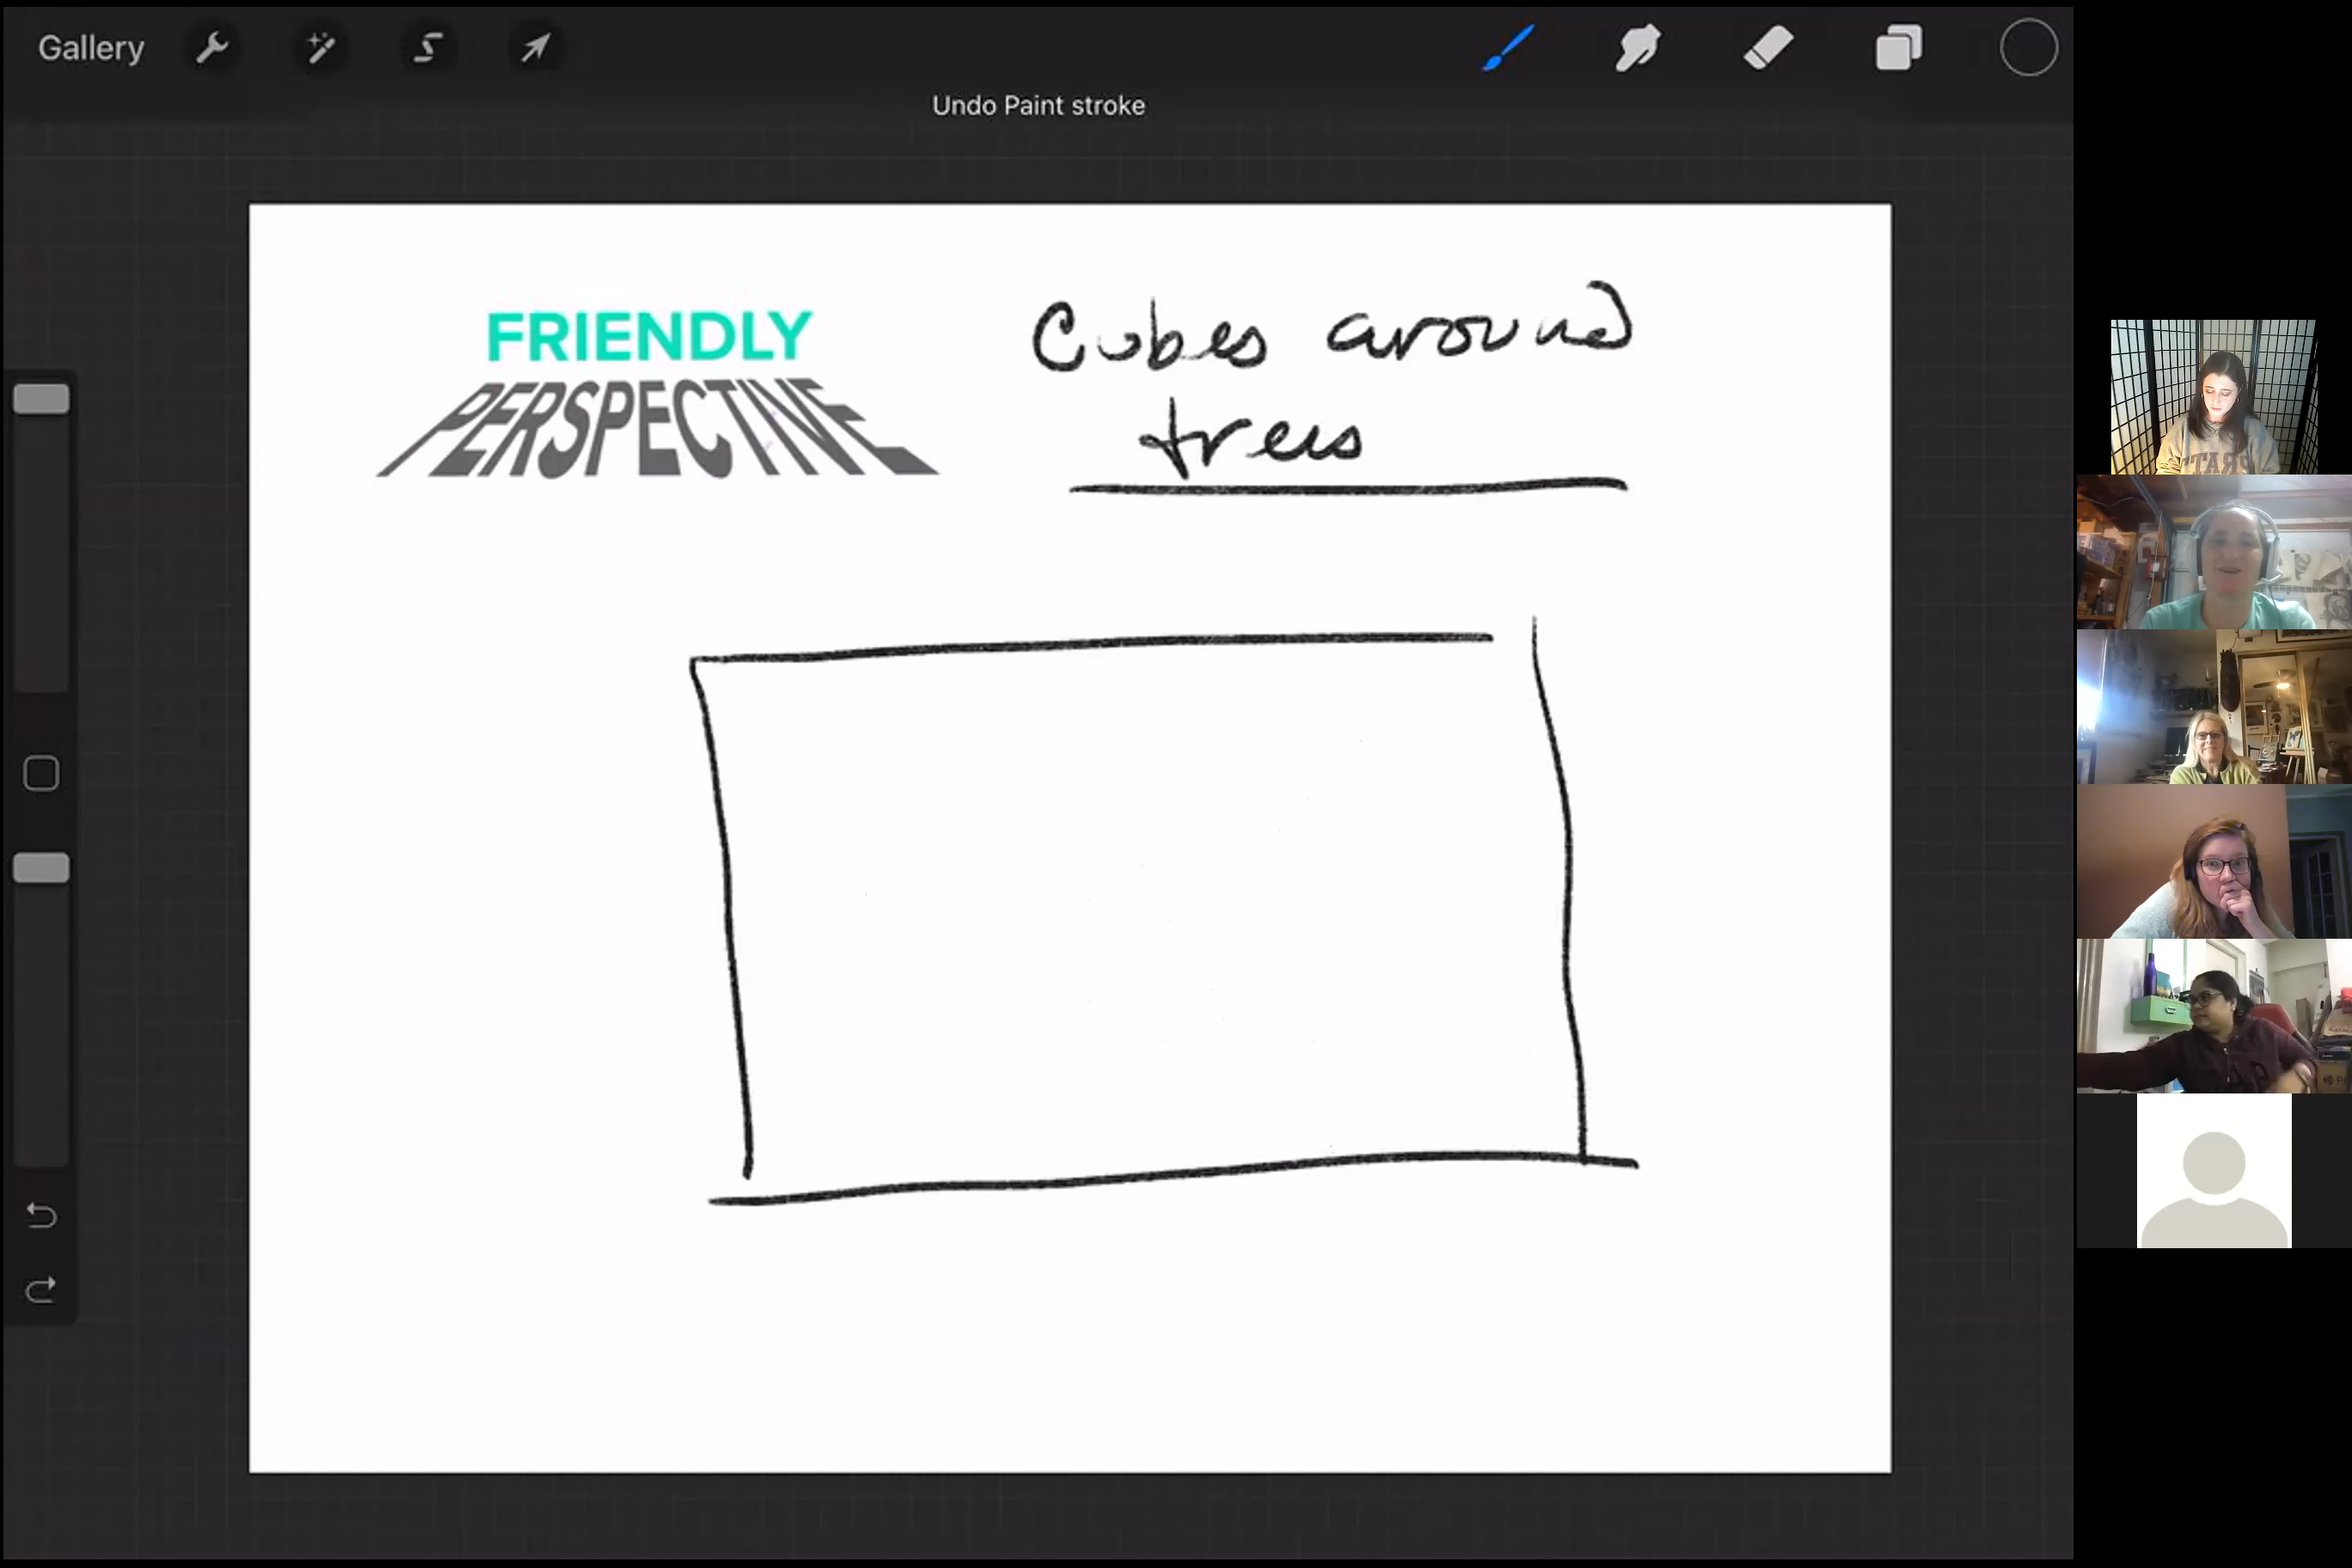 Gallery
Undo Paint stroke
FRIENDLY
PERSPECTIVE
Cubes around
trees